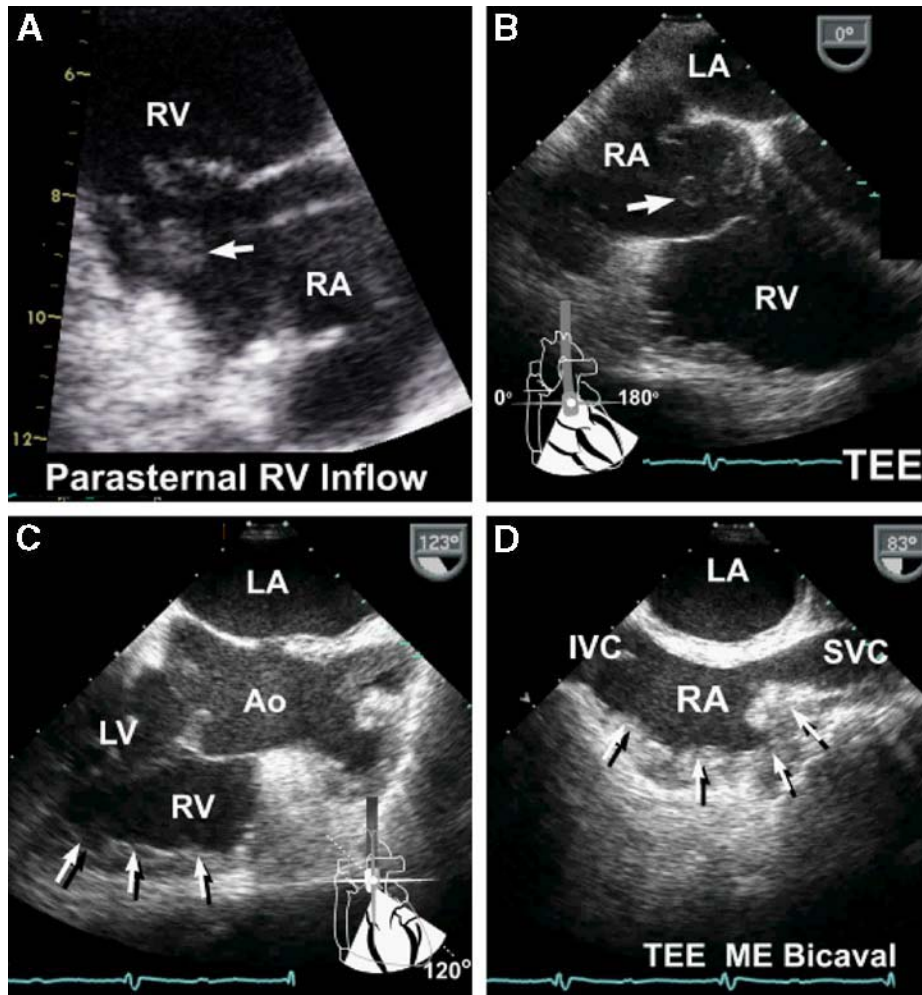 A
6
RV
8
RA
10
12
Parasternal RV Inflow
B
0°
LA
RA
RV
0°
180°
TEE
C
123°
LA
Ao
LV
RV
120°
D
83°
LA
IVC
SVC
RA
TEE ME Bicaval